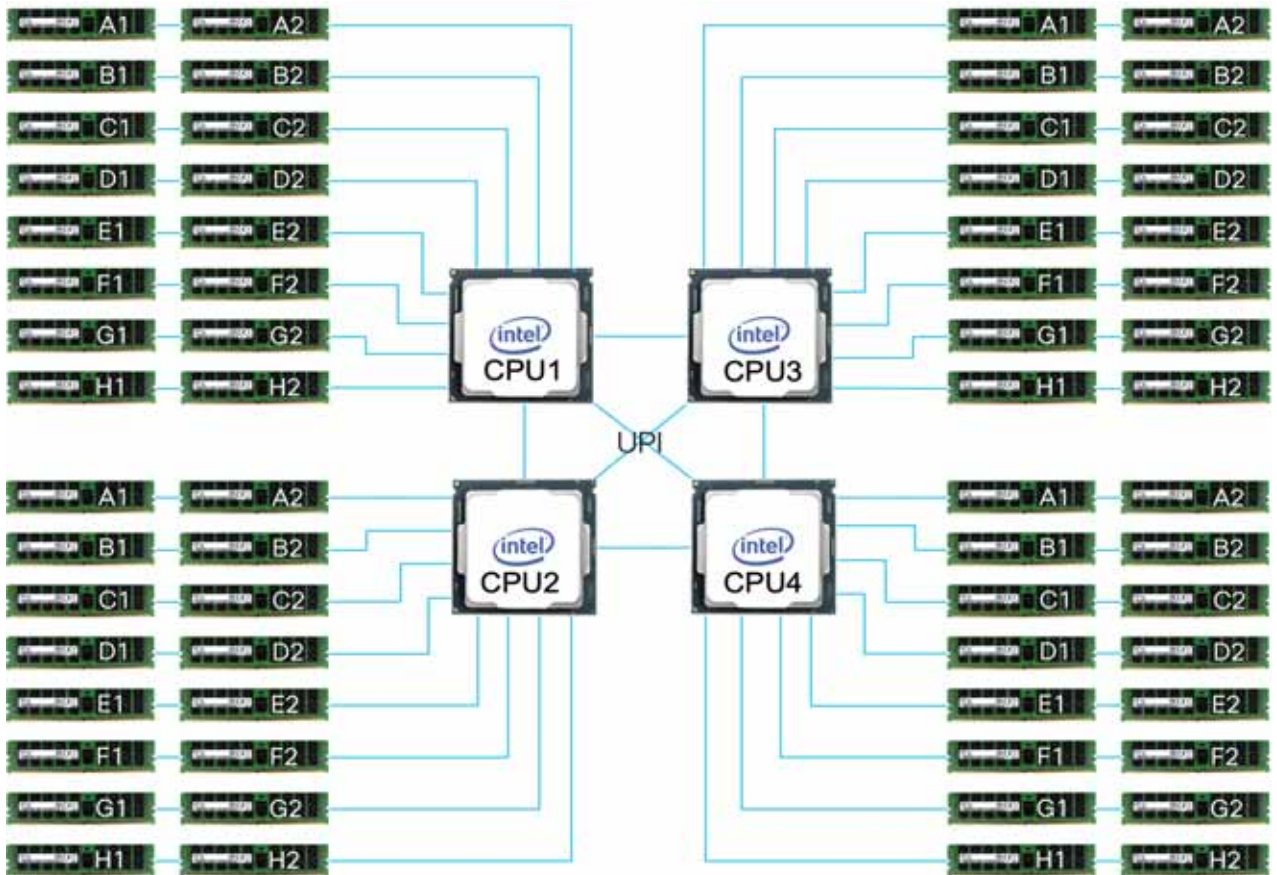 A1 A2 A1 A2
B1 B2 B1 B2
C1 C2 C1 C2
D1 D2 D1 D2
E1 E2 E1 E2
F1 F2 F1 F2
G1 G2 G1 G2
intel intel
CPU1 CPU3
H1 H2 H1 H2
UPI
A1 A2 A1 A2
B1 B2 B1 B2
intel intel
CPU2 CPU4
C1 C2 C1 C2
D1 D2 D1 D2
E1 E2 E1 E2
F1 F2 F1 F2
G1 G2 G1 G2
H1 H2 H1 H2